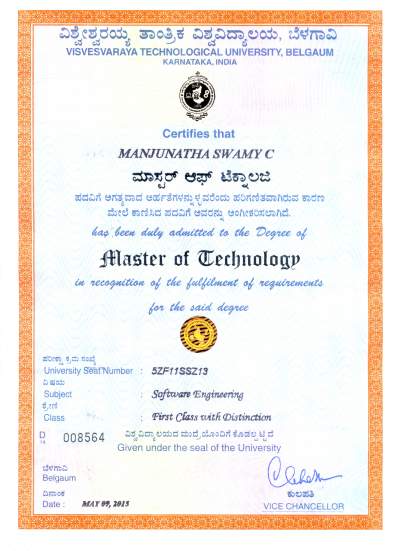 ವಿಶ್ವೇಶ್ವರಯ್ಯ ತಾಂತ್ರಿಕ ವಿಶ್ವವಿದ್ಯಾಲಯ, ಬೆಳಗಾವಿ
VISVESVARAYA TECHNOLOGICAL UNIVERSITY, BELGAUM
KARNATAKA, INDIA
Certifies that
MANJUNATHA SWAMY C
ಮಾಸ್ಟರ್ ಆಫ್ ಟೆಕ್ನಾಲಜಿ
ಪದವಿಗೆ ಅಗತ್ಯವಾದ ಅರ್ಹತೆಗಳನ್ನುಳ್ಳವರೆಂದು ಪರಿಗಣಿತವಾಗಿರುವ ಕಾರಣ
ಮೇಲೆ ಕಾಣಿಸಿದ ಪದವಿಗೆ ಅವರನ್ನು ಅಂಗೀಕರಿಸಲಾಗಿದೆ.
has been duly admitted to the Degree of
Master of Technology
in recognition of the fulfilment of requirements
for the said degree
ಪರೀಕ್ಷಾ ಕ್ರಮ ಸಂಖ್ಯೆ
University Seat Number : 5ZF11SSZ13
ವಿಷಯ
Subject : Software Engineering
ಶ್ರೇಣಿ
Class : First Class with Distinction
D 008564 ವಿಶ್ವವಿದ್ಯಾಲಯದ ಮುದ್ರೆಯೊಂದಿಗೆ ಕೊಡಲ್ಪಟ್ಟಿದೆ
Given under the seal of the University
ಬೆಳಗಾವಿ
Belgaum
ದಿನಾಂಕ
Date : MAY 09, 2015
ಕುಲಪತಿ
VICE CHANCELLOR